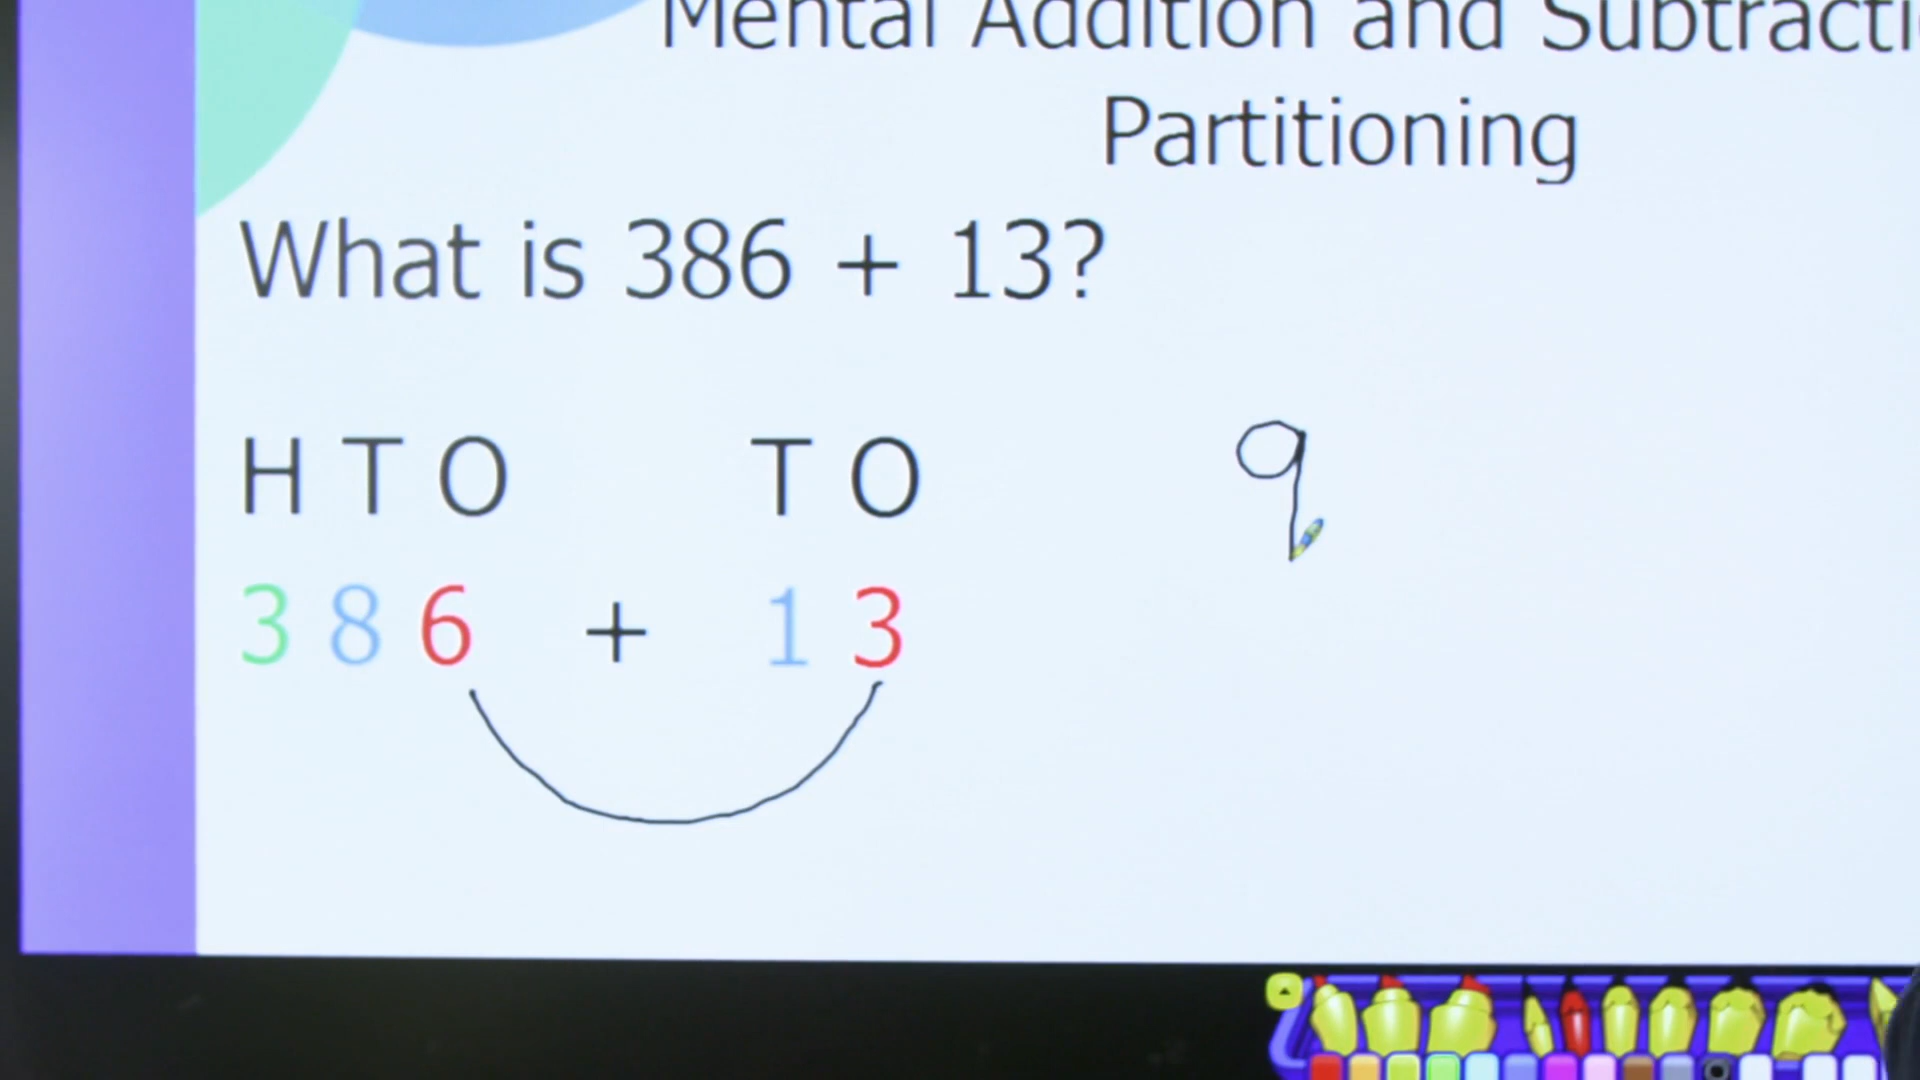 Mental Addition and Subtracti
Partitioning
What is 386 + 13?
H T O T O 9
3 8 6 + 1 3